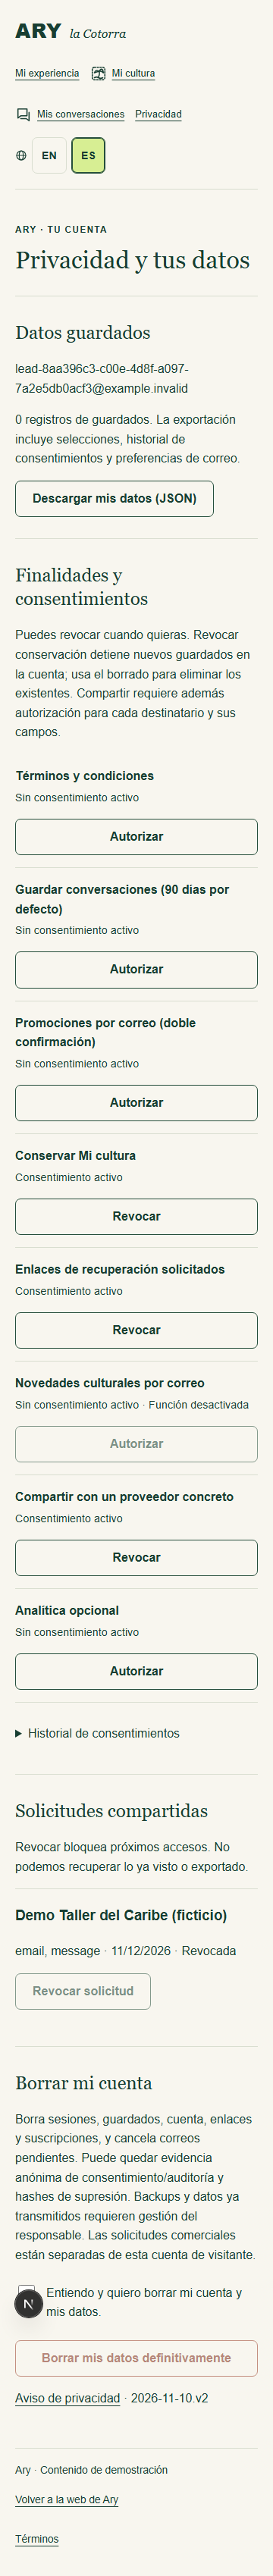 ARY la Cotorra
Mi experiencia Mi cultura
Mis conversaciones Privacidad
EN ES
ARY · TU CUENTA
Privacidad y tus datos
Datos guardados
lead-8aa396c3-c00e-4d8f-a097-
7a2e5db0acf3@example.invalid
0 registros de guardados. La exportación
incluye selecciones, historial de
consentimientos y preferencias de correo.
Descargar mis datos (JSON)
Finalidades y
consentimientos
Puedes revocar cuando quieras. Revocar
conservación detiene nuevos guardados en
la cuenta; usa el borrado para eliminar los
existentes. Compartir requiere además
autorización para cada destinatario y sus
campos.
Términos y condiciones
Sin consentimiento activo
Autorizar
Guardar conversaciones (90 días por
defecto)
Sin consentimiento activo
Autorizar
Promociones por correo (doble
confirmación)
Sin consentimiento activo
Autorizar
Conservar Mi cultura
Consentimiento activo
Revocar
Enlaces de recuperación solicitados
Consentimiento activo
Revocar
Novedades culturales por correo
Sin consentimiento activo · Función desactivada
Autorizar
Compartir con un proveedor concreto
Consentimiento activo
Revocar
Analítica opcional
Sin consentimiento activo
Autorizar
Historial de consentimientos
Solicitudes compartidas
Revocar bloquea próximos accesos. No
podemos recuperar lo ya visto o exportado.
Demo Taller del Caribe (ficticio)
email, message · 11/12/2026 · Revocada
Revocar solicitud
Borrar mi cuenta
Borra sesiones, guardados, cuenta, enlaces
y suscripciones, y cancela correos
pendientes. Puede quedar evidencia
anónima de consentimiento/auditoría y
hashes de supresión. Backups y datos ya
transmitidos requieren gestión del
responsable. Las solicitudes comerciales
están separadas de esta cuenta de visitante.
Entiendo y quiero borrar mi cuenta y
mis datos.
N
Borrar mis datos definitivamente
Aviso de privacidad · 2026-11-10.v2
Ary · Contenido de demostración
Volver a la web de Ary
Términos